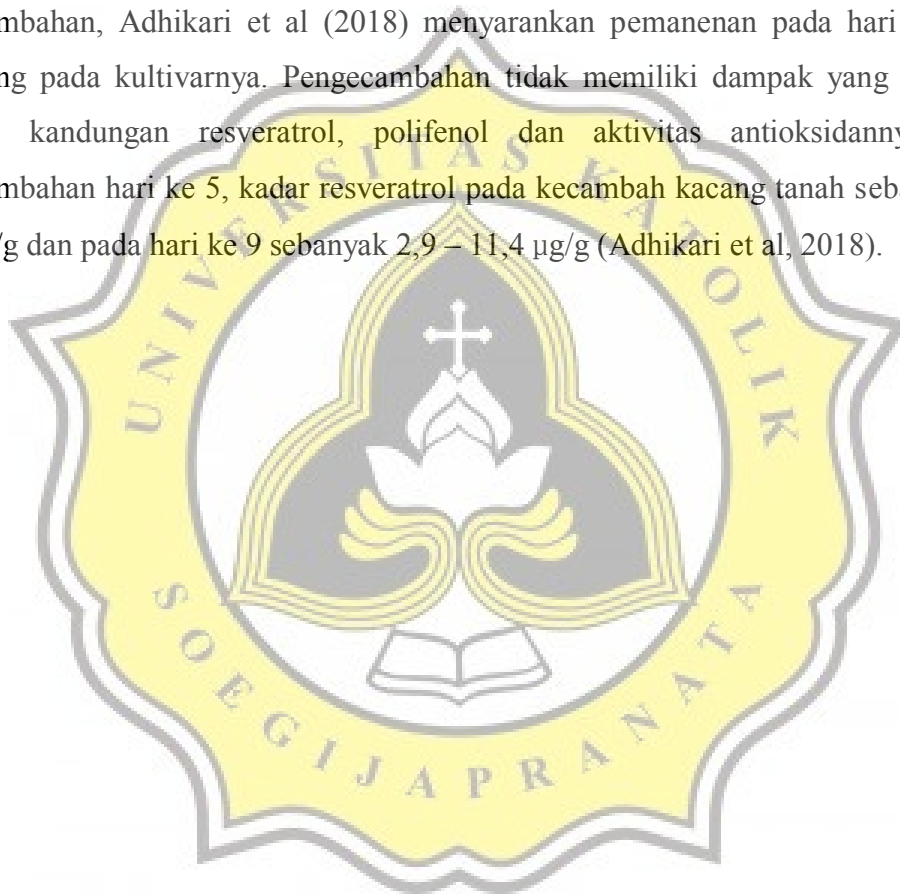 mbahan, Adhikari et al (2018) menyarankan pemanenan pada hari
ng pada kultivarnya. Pengecambahan tidak memiliki dampak yang
kandungan resveratrol, polifenol dan aktivitas antioksidanny
mbahan hari ke 5, kadar resveratrol pada kecambah kacang tanah seba
/g dan pada hari ke 9 sebanyak 2,9 – 11,4 µg/g (Adhikari et al, 2018).
UNIVERSITAS KATOLIK
SOEGIJAPRANATA